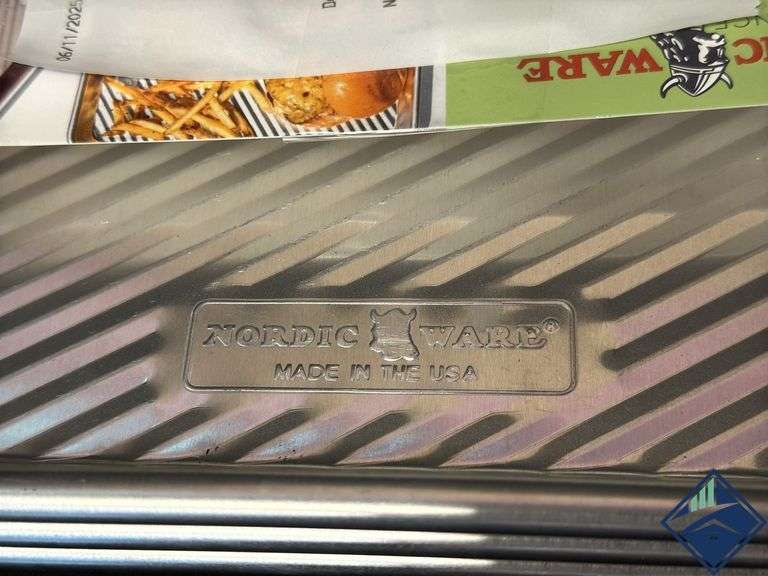 06/11/2025
NORDIC WARE®
MADE IN THE USA
WARE